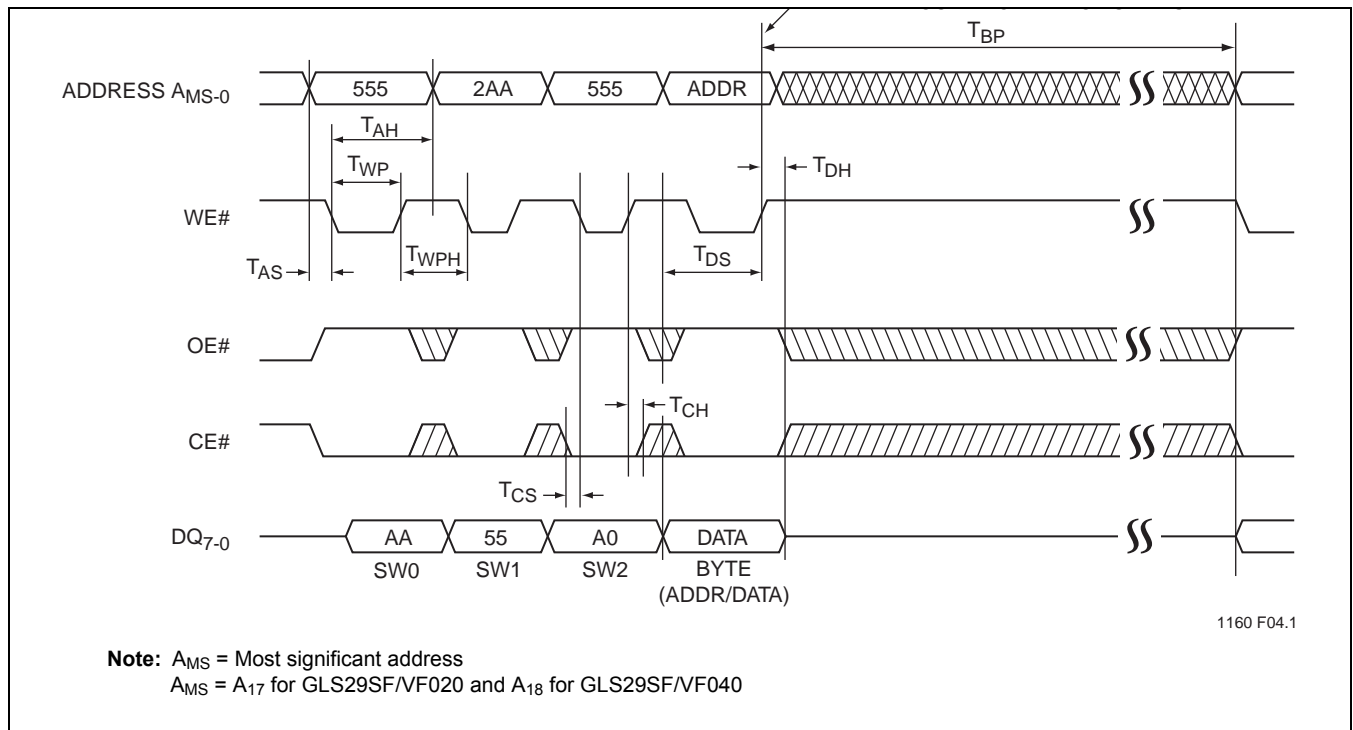 T_BP
ADDRESS A_MS-0 555 2AA 555 ADDR
T_AH
T_WP
T_DH
WE#
T_WPH
T_AS
T_DS
OE#
T_CH
CE#
T_CS
DQ_7-0 AA 55 A0 DATA
SW0 SW1 SW2 BYTE
(ADDR/DATA)
1160 F04.1
Note: A_MS = Most significant address
A_MS = A_17 for GLS29SF/VF020 and A_18 for GLS29SF/VF040